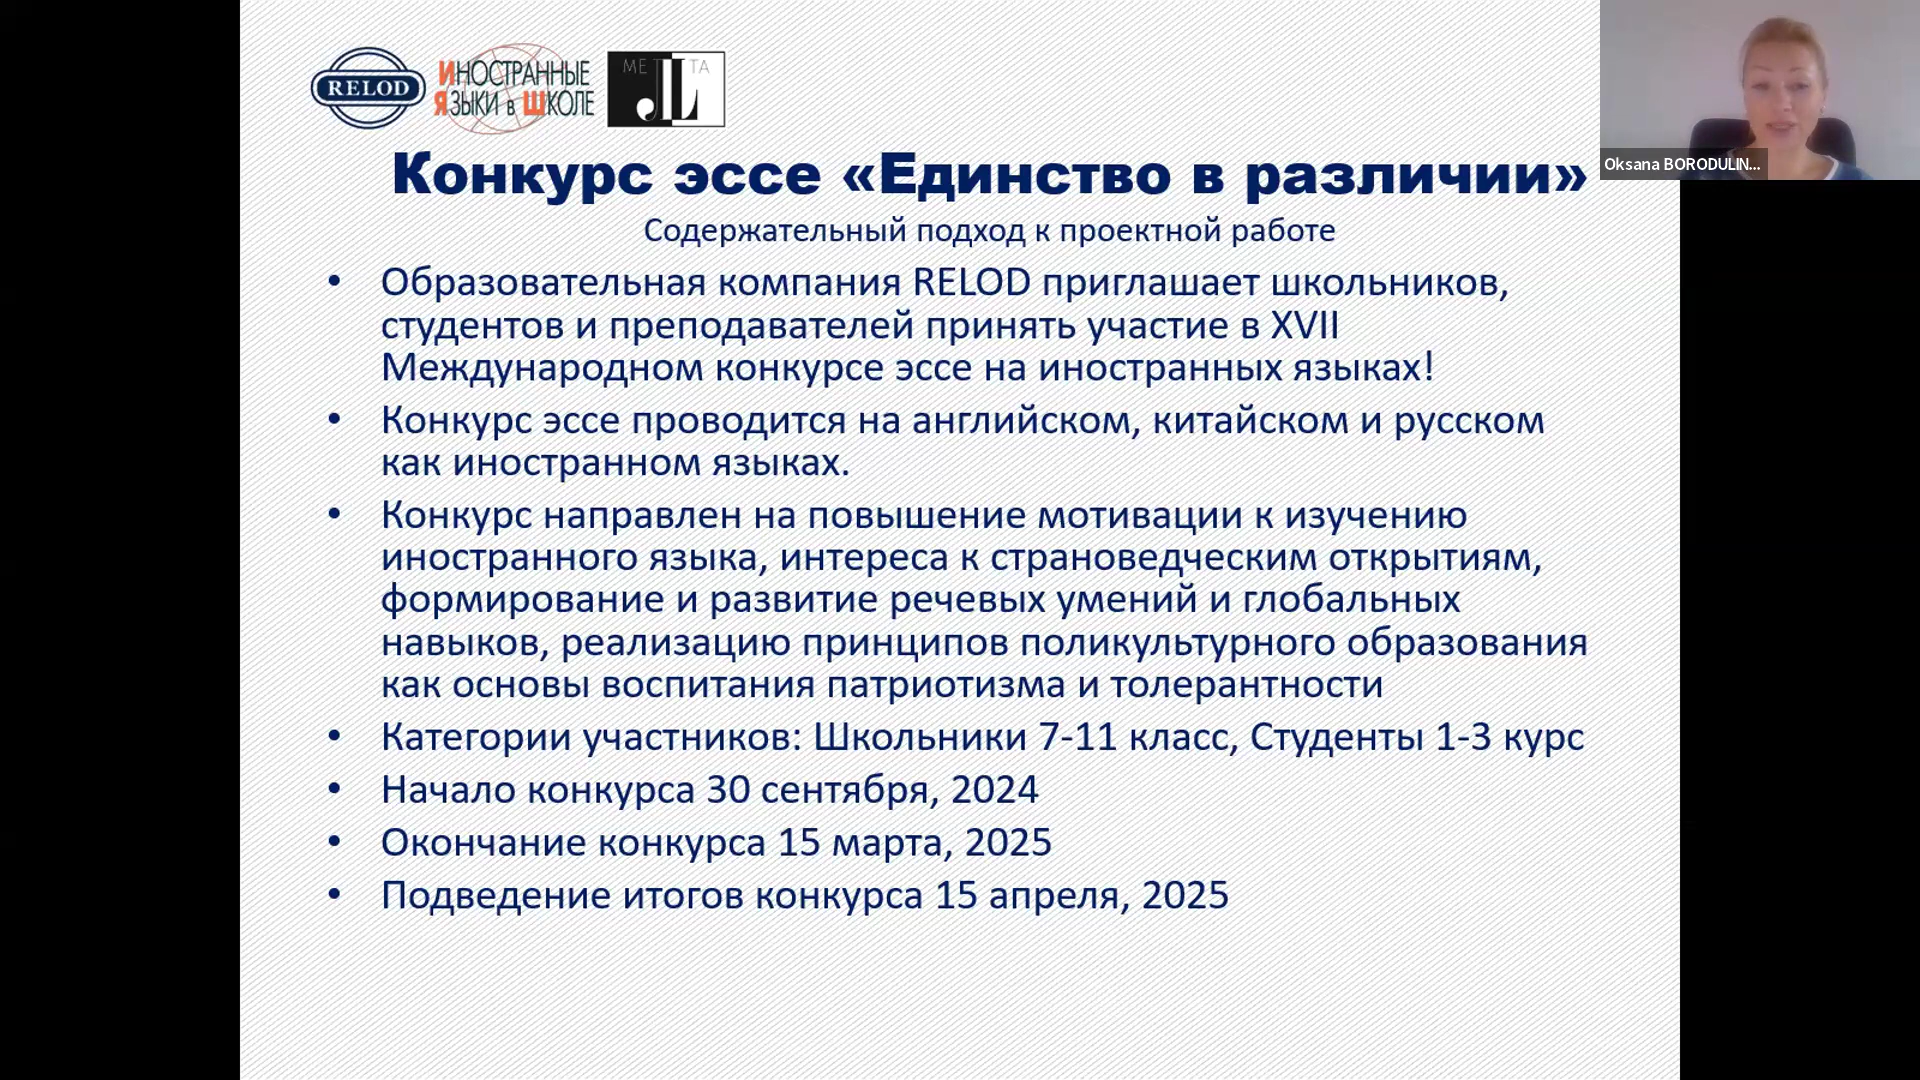 RELOD
ИНОСТРАННЫЕ
ЯЗЫКИ в ШКОЛЕ
МЕ ТА
JL
Oksana BORODULIN...
Конкурс эссе «Единство в различии»
Содержательный подход к проектной работе
• Образовательная компания RELOD приглашает школьников,
студентов и преподавателей принять участие в XVII
Международном конкурсе эссе на иностранных языках!
• Конкурс эссе проводится на английском, китайском и русском
как иностранном языках.
• Конкурс направлен на повышение мотивации к изучению
иностранного языка, интереса к страноведческим открытиям,
формирование и развитие речевых умений и глобальных
навыков, реализацию принципов поликультурного образования
как основы воспитания патриотизма и толерантности
• Категории участников: Школьники 7-11 класс, Студенты 1-3 курс
• Начало конкурса 30 сентября, 2024
• Окончание конкурса 15 марта, 2025
• Подведение итогов конкурса 15 апреля, 2025